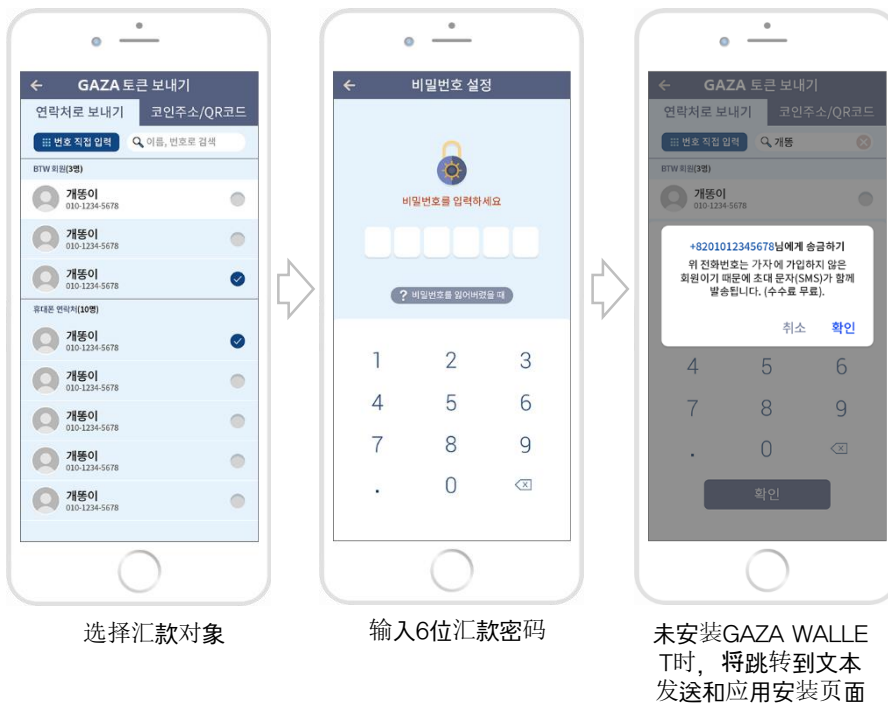 GAZA 토큰 보내기
연락처로 보내기 코인주소/QR코드
번호 직접 입력 이름, 번호로 검색
BTW 회원(3명)
개똥이
010-1234-5678
개똥이
010-1234-5678
개똥이
010-1234-5678
휴대폰 연락처(10명)
개똥이
010-1234-5678
개똥이
010-1234-5678
개똥이
010-1234-5678
개똥이
010-1234-5678
개똥이
010-1234-5678
选择汇款对象
비밀번호 설정
비밀번호를 입력하세요
? 비밀번호를 잃어버렸을 때
1 2 3
4 5 6
7 8 9
. 0
输入6位汇款密码
GAZA 토큰 보내기
연락처로 보내기 코인주소/QR코드
번호 직접 입력 개똥
BTW 회원(3명)
개똥이
010-1234-5678
+8201012345678님에게 송금하기
위 전화번호는 가자에 가입하지 않은
회원이기 때문에 초대 문자(SMS)가 함께
발송됩니다. (수수료 무료).
취소 확인
4 5 6
7 8 9
. 0
확인
未安装GAZA WALLE
T时，将跳转到文本
发送和应用安装页面